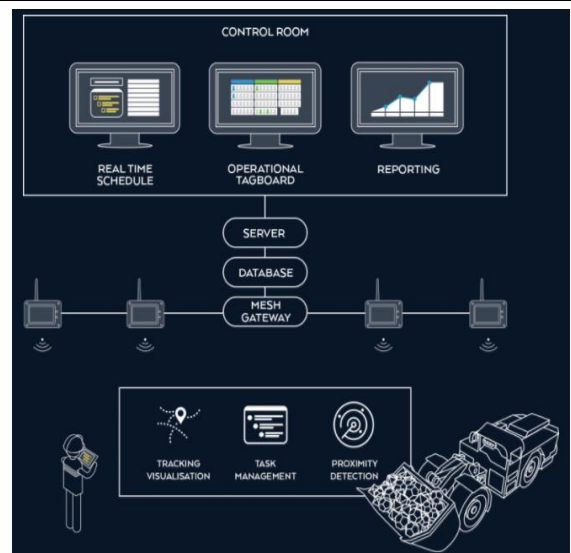 CONTROL ROOM
REAL TIME
SCHEDULE
OPERATIONAL
TAGBOARD
REPORTING
SERVER
DATABASE
MESH
GATEWAY
TRACKING
VISUALISATION
TASK
MANAGEMENT
PROXIMITY
DETECTION